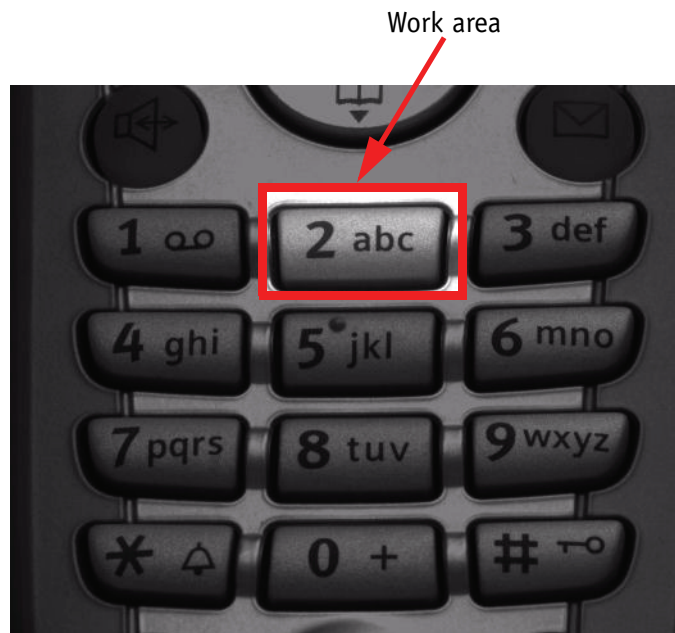 Work area
1 2 abc 3 def
4 ghi 5 jkl 6 mno
7 pqrs 8 tuv 9 wxyz
* 0 + #